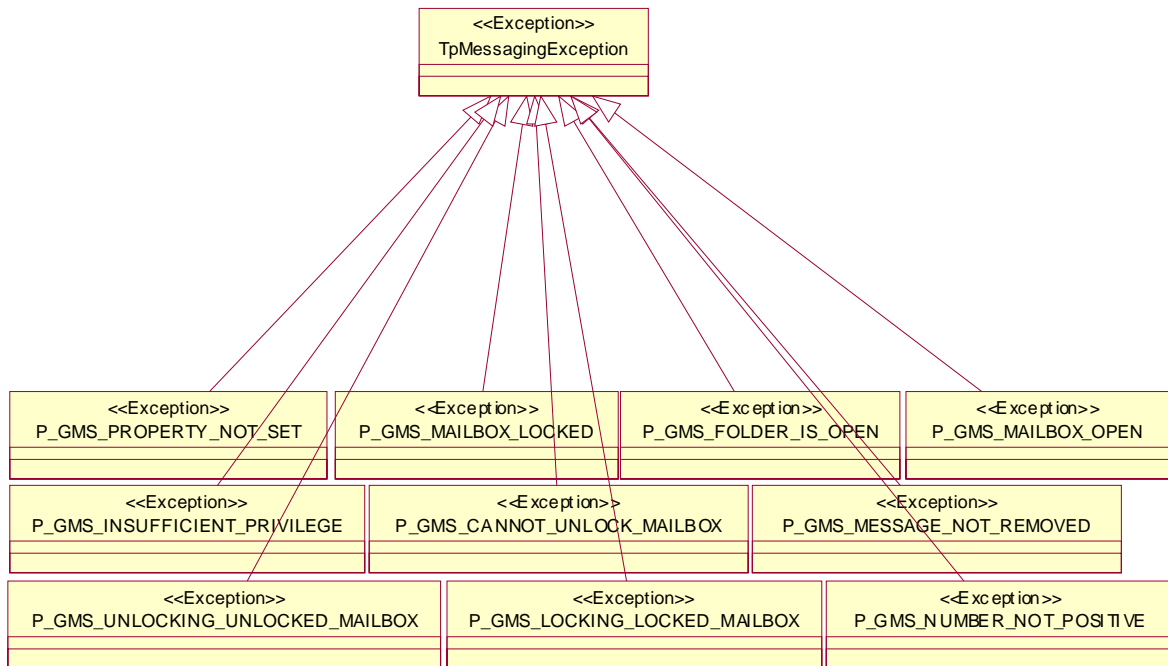 <<Exception>>
TpMessagingException
<<Exception>>
P_GMS_PROPERTY_NOT_SET
<<Exception>>
P_GMS_MAILBOX_LOCKED
<<Exception>>
P_GMS_FOLDER_IS_OPEN
<<Exception>>
P_GMS_MAILBOX_OPEN
<<Exception>>
P_GMS_INSUFFICIENT_PRIVILEGE
<<Exception>>
P_GMS_CANNOT_UNLOCK_MAILBOX
<<Exception>>
P_GMS_MESSAGE_NOT_REMOVED
<<Exception>>
P_GMS_UNLOCKING_UNLOCKED_MAILBOX
<<Exception>>
P_GMS_LOCKING_LOCKED_MAILBOX
<<Exception>>
P_GMS_NUMBER_NOT_POSITIVE